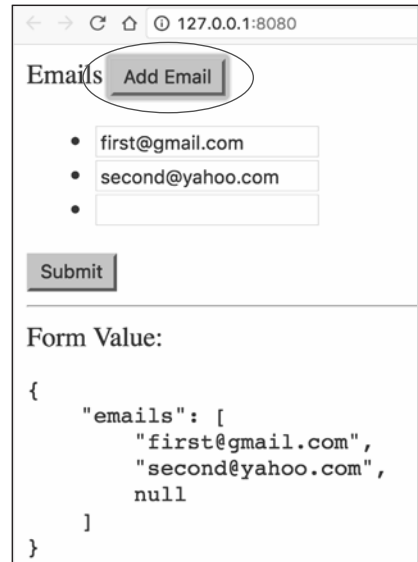 127.0.0.1:8080
Emails Add Email
• first@gmail.com
• second@yahoo.com
•
Submit
Form Value:
{
    "emails": [
        "first@gmail.com",
        "second@yahoo.com",
        null
    ]
}